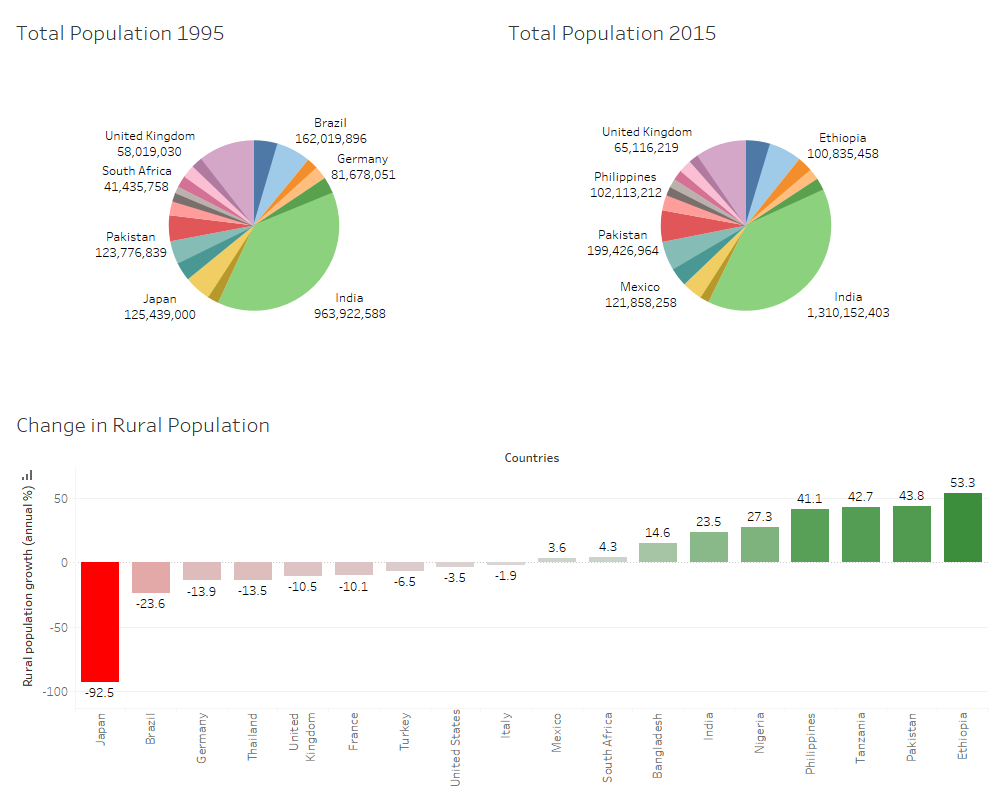 Total Population 1995
Total Population 2015
Brazil
162,019,896
United Kingdom
58,019,030
Germany
81,678,051
South Africa
41,435,758
Pakistan
123,776,839
Japan
125,439,000
India
963,922,588
United Kingdom
65,116,219
Ethiopia
100,835,458
Philippines
102,113,212
Pakistan
199,426,964
Mexico
121,858,258
India
1,310,152,403
Change in Rural Population
Countries
Rural population growth (annual %)
50
0
-50
-100
-92.5
-23.6
-13.9
-13.5
-10.5
-10.1
-6.5
-3.5
-1.9
3.6
4.3
14.6
23.5
27.3
41.1
42.7
43.8
53.3
Japan
Brazil
Germany
Thailand
United
Kingdom
France
Turkey
United States
Italy
Mexico
South Africa
Bangladesh
India
Nigeria
Philippines
Tanzania
Pakistan
Ethiopia